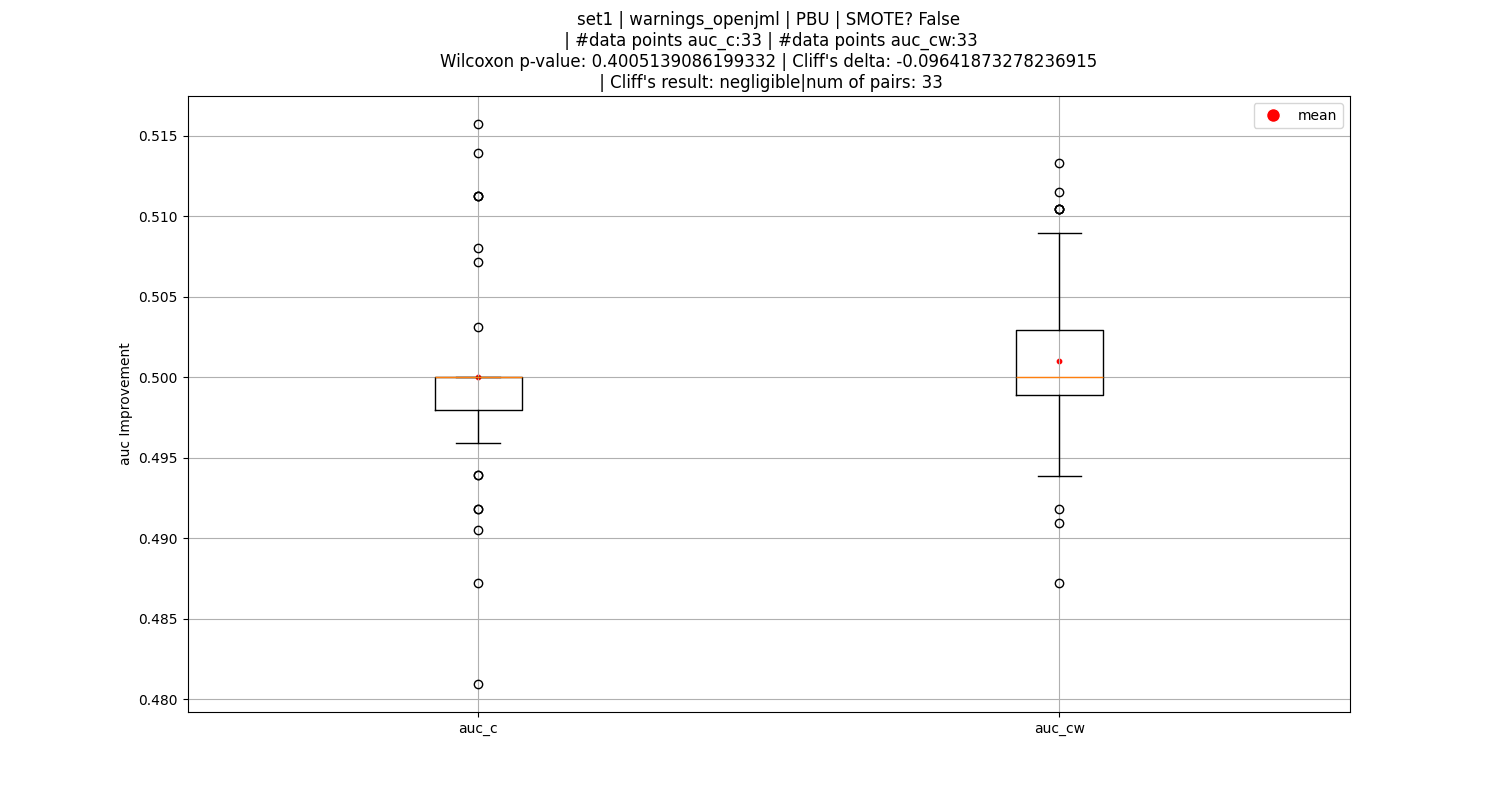 set1 | warnings_openjml | PBU | SMOTE? False
| #data points auc_c:33 | #data points auc_cw:33
Wilcoxon p-value: 0.4005139086199332 | Cliff's delta: -0.09641873278236915
| Cliff's result: negligible|num of pairs: 33
mean
0.515
0.510
0.505
0.500
0.495
0.490
0.485
0.480
auc Improvement
auc_c
auc_cw